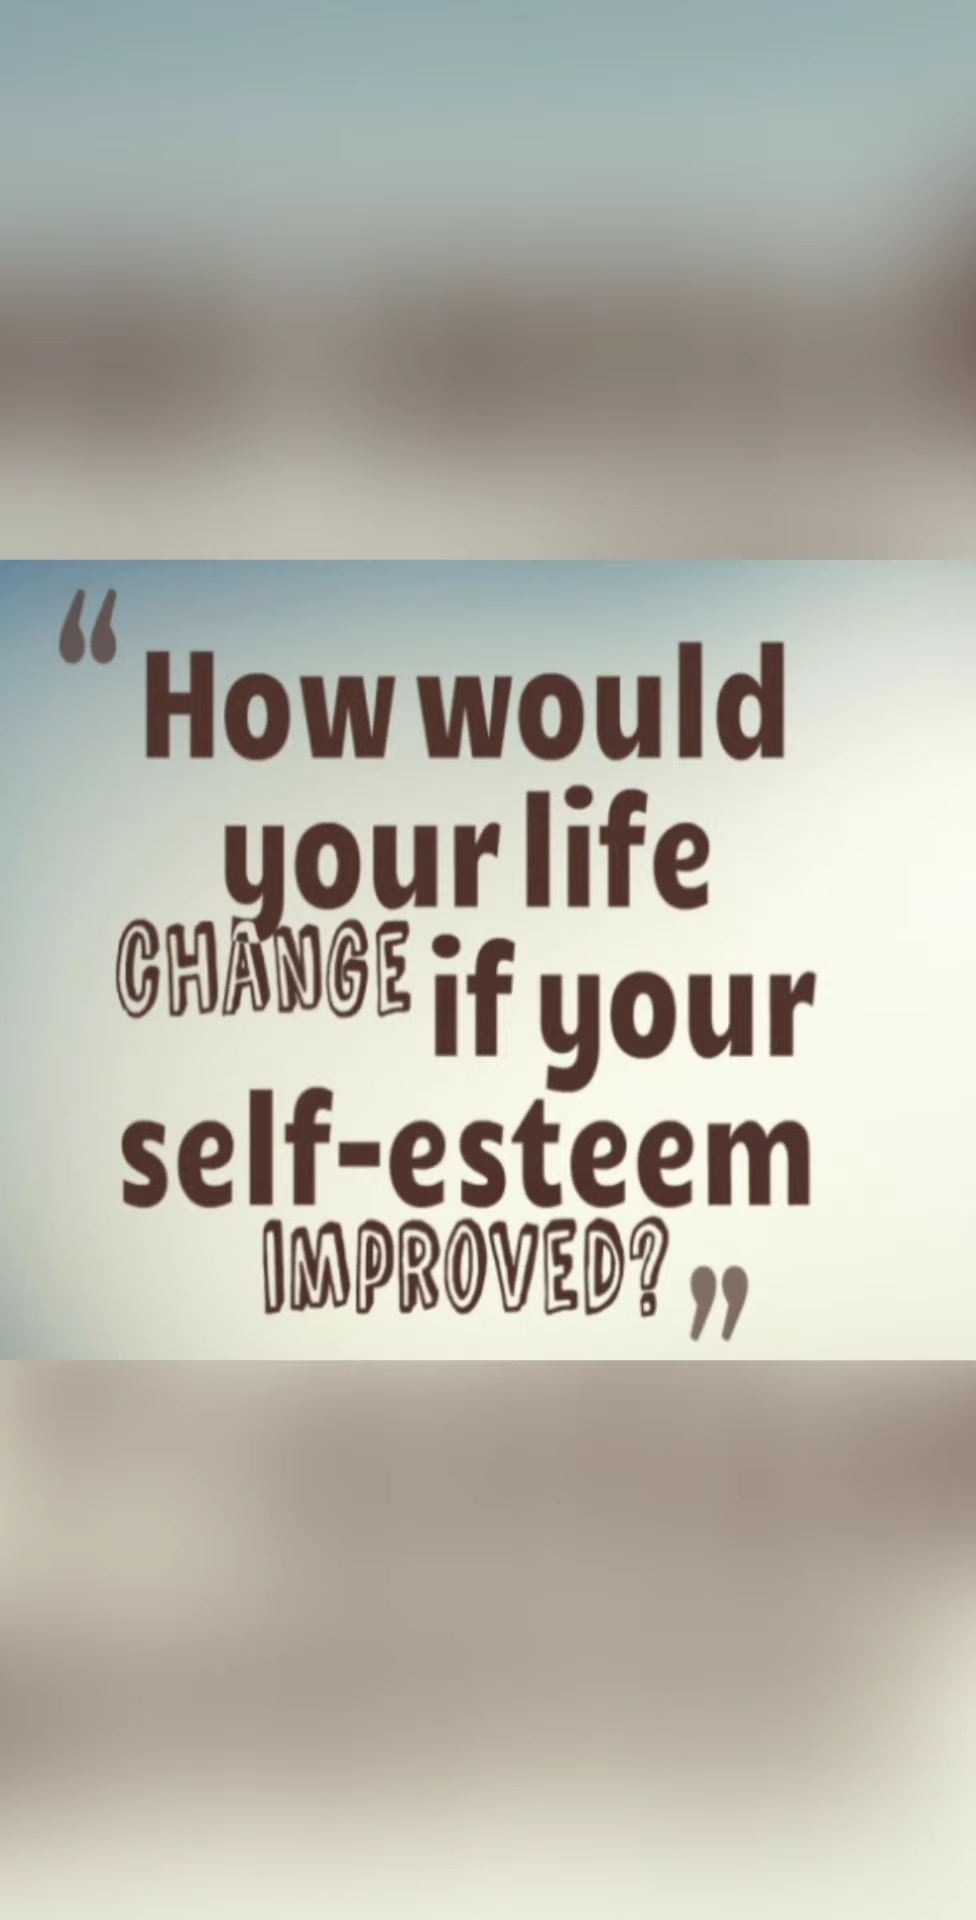 “How would
your life
CHANGE if your
self-esteem
IMPROVED?”